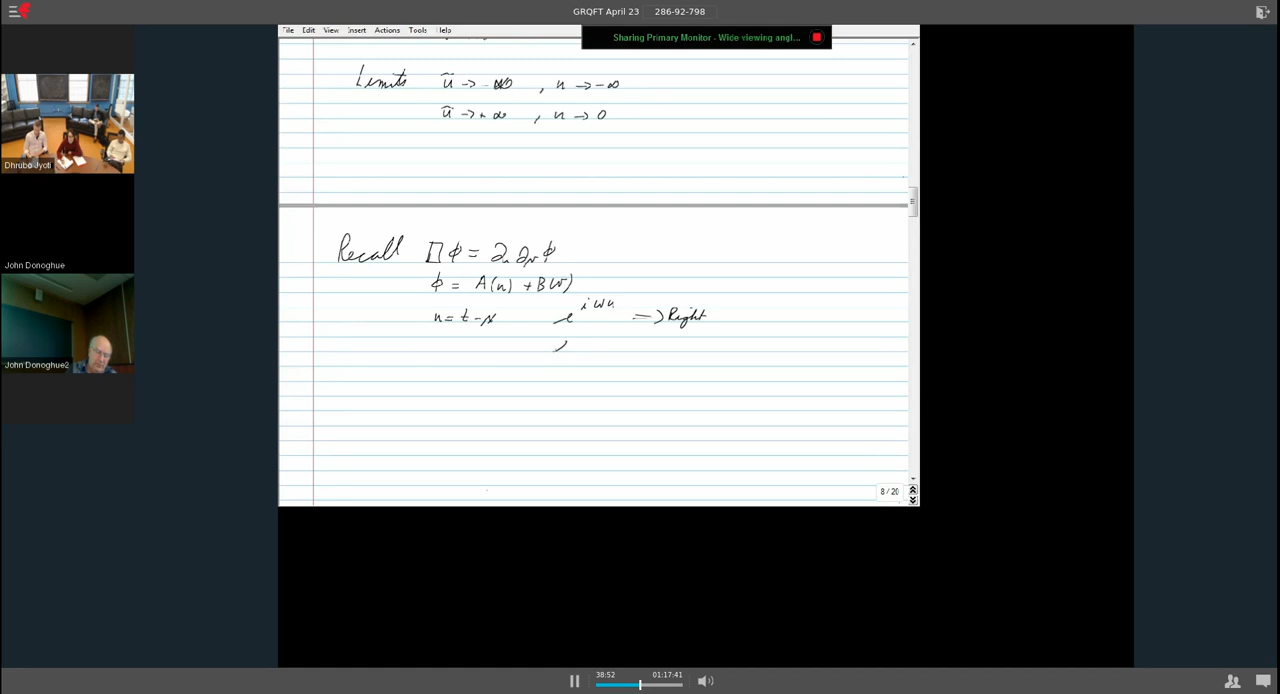 GRQFT April 23 286-92-798
File Edit View Insert Actions Tools Help
Sharing Primary Monitor - Wide viewing angl...
Limits ũ → -∞ , u → -∞
ũ → +∞ , u → 0
Recall □ φ = ∂u ∂v φ
φ = A(u) + B(v)
u = t - x e^{iωu} => Right
Dhrubo Jyoti
John Donoghue
John Donoghue2
8 / 20
38:52 01:17:41